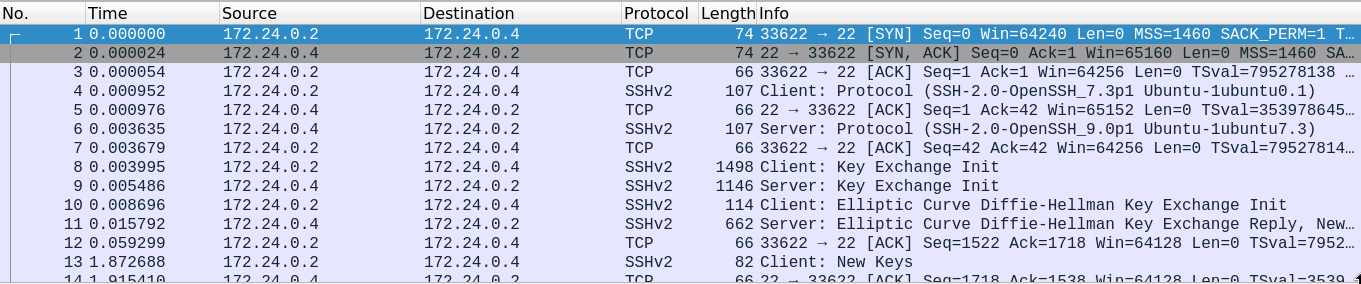 No. Time Source Destination Protocol Length Info
1 0.000000 172.24.0.2 172.24.0.4 TCP 74 33622 → 22 [SYN] Seq=0 Win=64240 Len=0 MSS=1460 SACK_PERM=1 T…
2 0.000024 172.24.0.4 172.24.0.2 TCP 74 22 → 33622 [SYN, ACK] Seq=0 Ack=1 Win=65160 Len=0 MSS=1460 SA…
3 0.000054 172.24.0.2 172.24.0.4 TCP 66 33622 → 22 [ACK] Seq=1 Ack=1 Win=64256 Len=0 TSval=795278138 …
4 0.000952 172.24.0.2 172.24.0.4 SSHv2 107 Client: Protocol (SSH-2.0-OpenSSH_7.3p1 Ubuntu-1ubuntu0.1)
5 0.000976 172.24.0.4 172.24.0.2 TCP 66 22 → 33622 [ACK] Seq=1 Ack=42 Win=65152 Len=0 TSval=353978645…
6 0.003635 172.24.0.4 172.24.0.2 SSHv2 107 Server: Protocol (SSH-2.0-OpenSSH_9.0p1 Ubuntu-1ubuntu7.3)
7 0.003679 172.24.0.2 172.24.0.4 TCP 66 33622 → 22 [ACK] Seq=42 Ack=42 Win=64256 Len=0 TSval=79527814…
8 0.003995 172.24.0.2 172.24.0.4 SSHv2 1498 Client: Key Exchange Init
9 0.005486 172.24.0.4 172.24.0.2 SSHv2 1146 Server: Key Exchange Init
10 0.008696 172.24.0.2 172.24.0.4 SSHv2 114 Client: Elliptic Curve Diffie-Hellman Key Exchange Init
11 0.015792 172.24.0.4 172.24.0.2 SSHv2 662 Server: Elliptic Curve Diffie-Hellman Key Exchange Reply, New…
12 0.059299 172.24.0.2 172.24.0.4 TCP 66 33622 → 22 [ACK] Seq=1522 Ack=1718 Win=64128 Len=0 TSval=7952…
13 1.872688 172.24.0.2 172.24.0.4 SSHv2 82 Client: New Keys
14 1.915410 172.24.0.4 172.24.0.2 TCP 66 22 → 33622 [ACK] Seq=1718 Ack=1538 Win=64128 Len=0 TSval=3539…